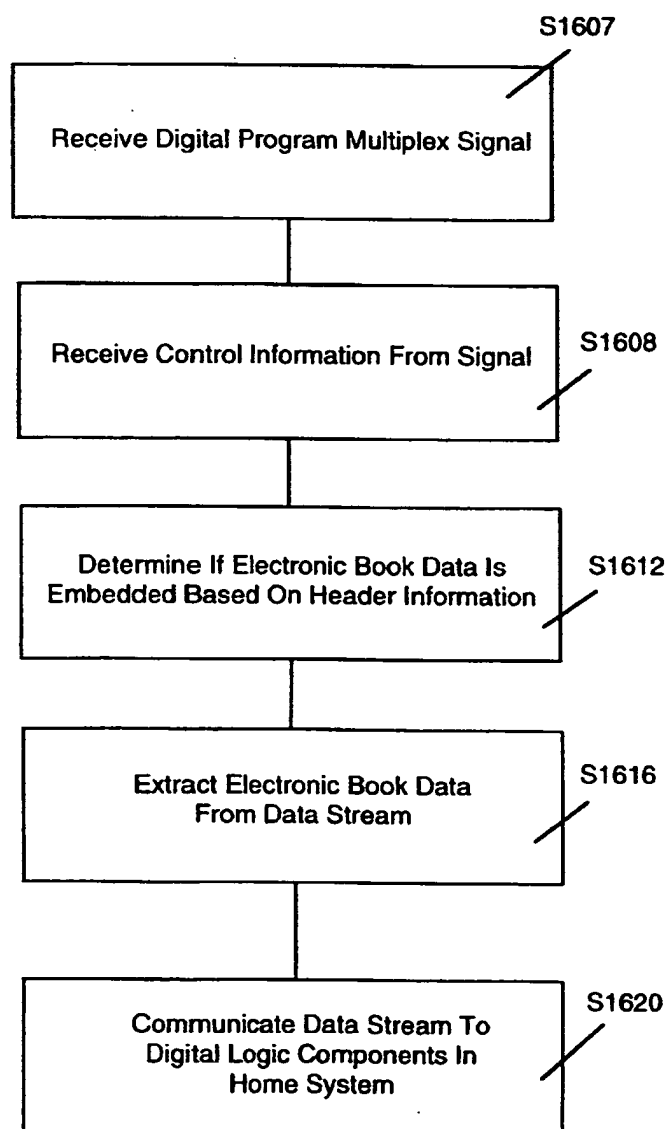 S1607
Receive Digital Program Multiplex Signal
S1608
Receive Control Information From Signal
S1612
Determine If Electronic Book Data Is
Embedded Based On Header Information
S1616
Extract Electronic Book Data
From Data Stream
S1620
Communicate Data Stream To
Digital Logic Components In
Home System